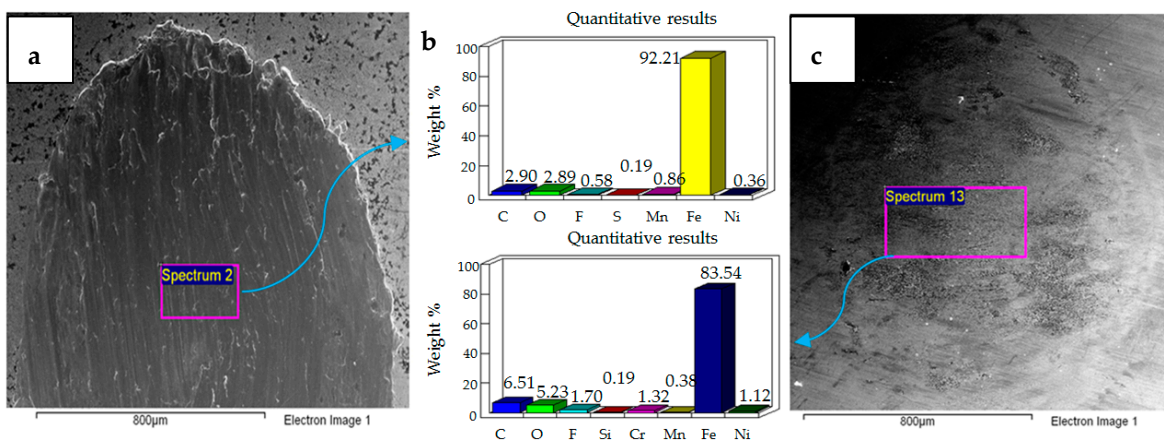 a
Spectrum 2
800µm
Electron Image 1
b
Quantitative results
Weight %
100
80
60
40
20
0
2.90 2.89 0.58 0.19 0.86 92.21 0.36
C O F S Mn Fe Ni
Quantitative results
Weight %
100
80
60
40
20
0
6.51 5.23 1.70 0.19 1.32 0.38 83.54 1.12
C O F Si Cr Mn Fe Ni
c
Spectrum 13
800µm
Electron Image 1